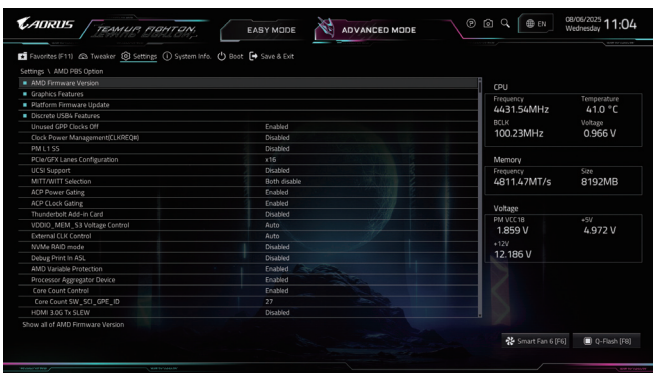 AORUS
TEAM UP. FIGHT ON.
EASY MODE
ADVANCED MODE
EN
08/06/2025
Wednesday
11:04
Favorites (F11) Tweaker Settings System Info. Boot Save & Exit
Settings \ AMD PBS Option
AMD Firmware Version
Graphics Features
Platform Firmware Update
Discrete USB4 Features
Unused GPP Clocks Off Enabled
Clock Power Management(CLKREQ#) Disabled
PM L1 SS Disabled
PCIe/GFX Lanes Configuration x16
UCSI Support Disabled
MITT/WITT Selection Both disable
ACP Power Gating Enabled
ACP CLock Gating Enabled
Thunderbolt Add-in Card Disabled
VDDIO_MEM_S3 Voltage Control Auto
External CLK Control Auto
NVMe RAID mode Disabled
Debug Print In ASL Disabled
AMD Variable Protection Enabled
Processor Aggregator Device Enabled
Core Count Control Enabled
Core Count SW_SCI_GPE_ID 27
HDMI 3.0G Tx SLEW Disabled
Show all of AMD Firmware Version
CPU
Frequency Temperature
4431.54MHz 41.0 °C
BCLK Voltage
100.23MHz 0.966 V
Memory
Frequency Size
4811.47MT/s 8192MB
Voltage
PM VCC18 +5V
1.859 V 4.972 V
+12V
12.186 V
Smart Fan 6 [F6] Q-Flash [F8]